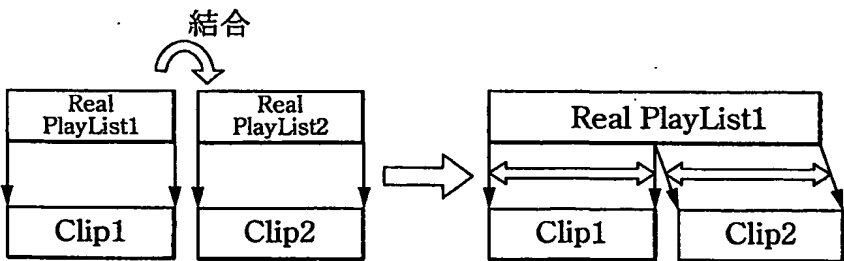 結合
Real
PlayList1
Real
PlayList2
Real PlayList1
Clip1
Clip2
Clip1
Clip2